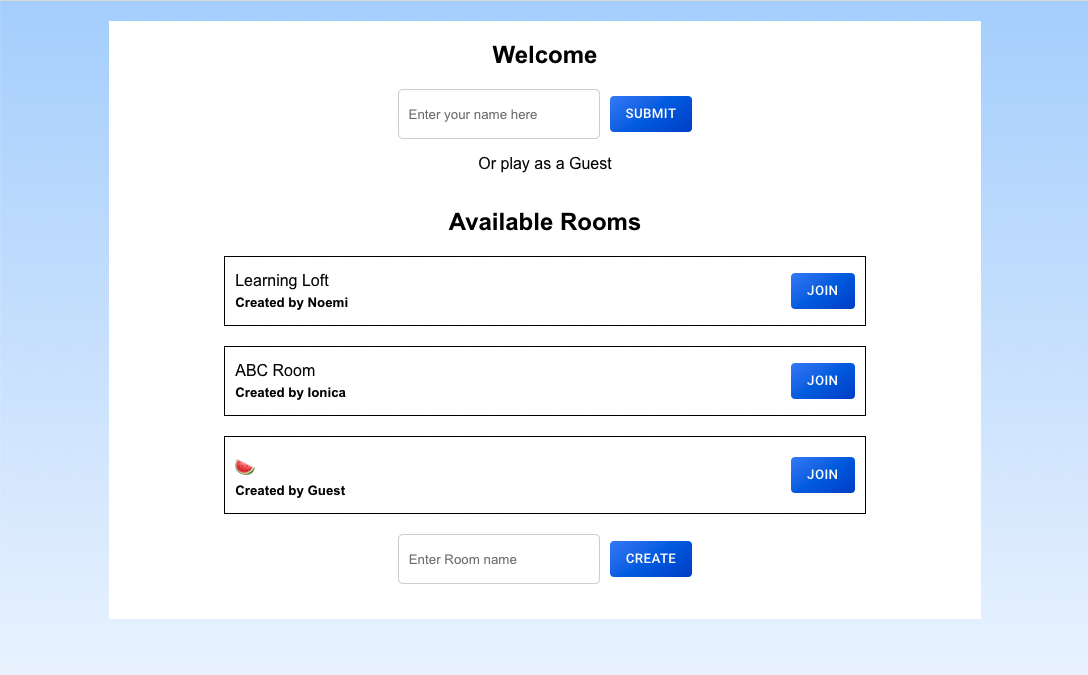 Welcome
Enter your name here
SUBMIT
Or play as a Guest
Available Rooms
Learning Loft
Created by Noemi
JOIN
ABC Room
Created by Ionica
JOIN
🍉
Created by Guest
JOIN
Enter Room name
CREATE